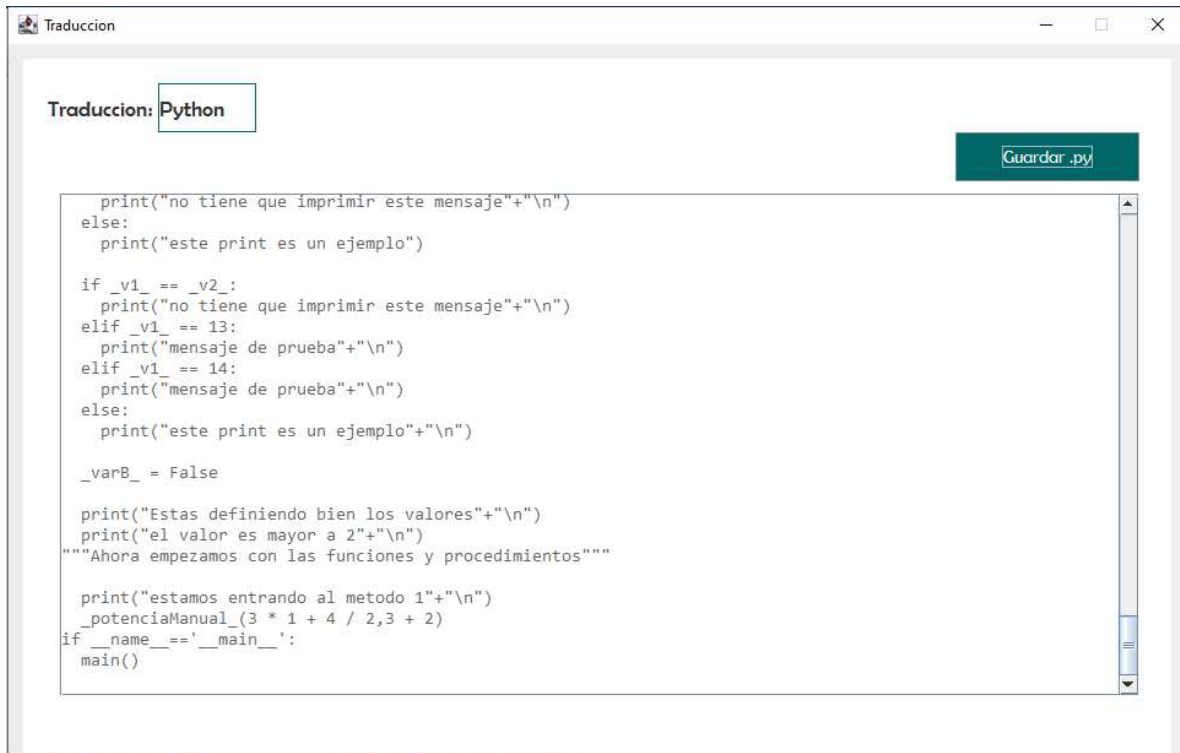 Traduccion
Traduccion: Python
Guardar .py
    print("no tiene que imprimir este mensaje"+"\n")
  else:
    print("este print es un ejemplo")
  if _v1_ == _v2_:
    print("no tiene que imprimir este mensaje"+"\n")
  elif _v1_ == 13:
    print("mensaje de prueba"+"\n")
  elif _v1_ == 14:
    print("mensaje de prueba"+"\n")
  else:
    print("este print es un ejemplo"+"\n")
  _varB_ = False
  print("Estas definiendo bien los valores"+"\n")
  print("el valor es mayor a 2"+"\n")
"""Ahora empezamos con las funciones y procedimientos"""
  print("estamos entrando al metodo 1"+"\n")
  _potenciaManual_(3 * 1 + 4 / 2,3 + 2)
if __name__=='__main__':
  main()